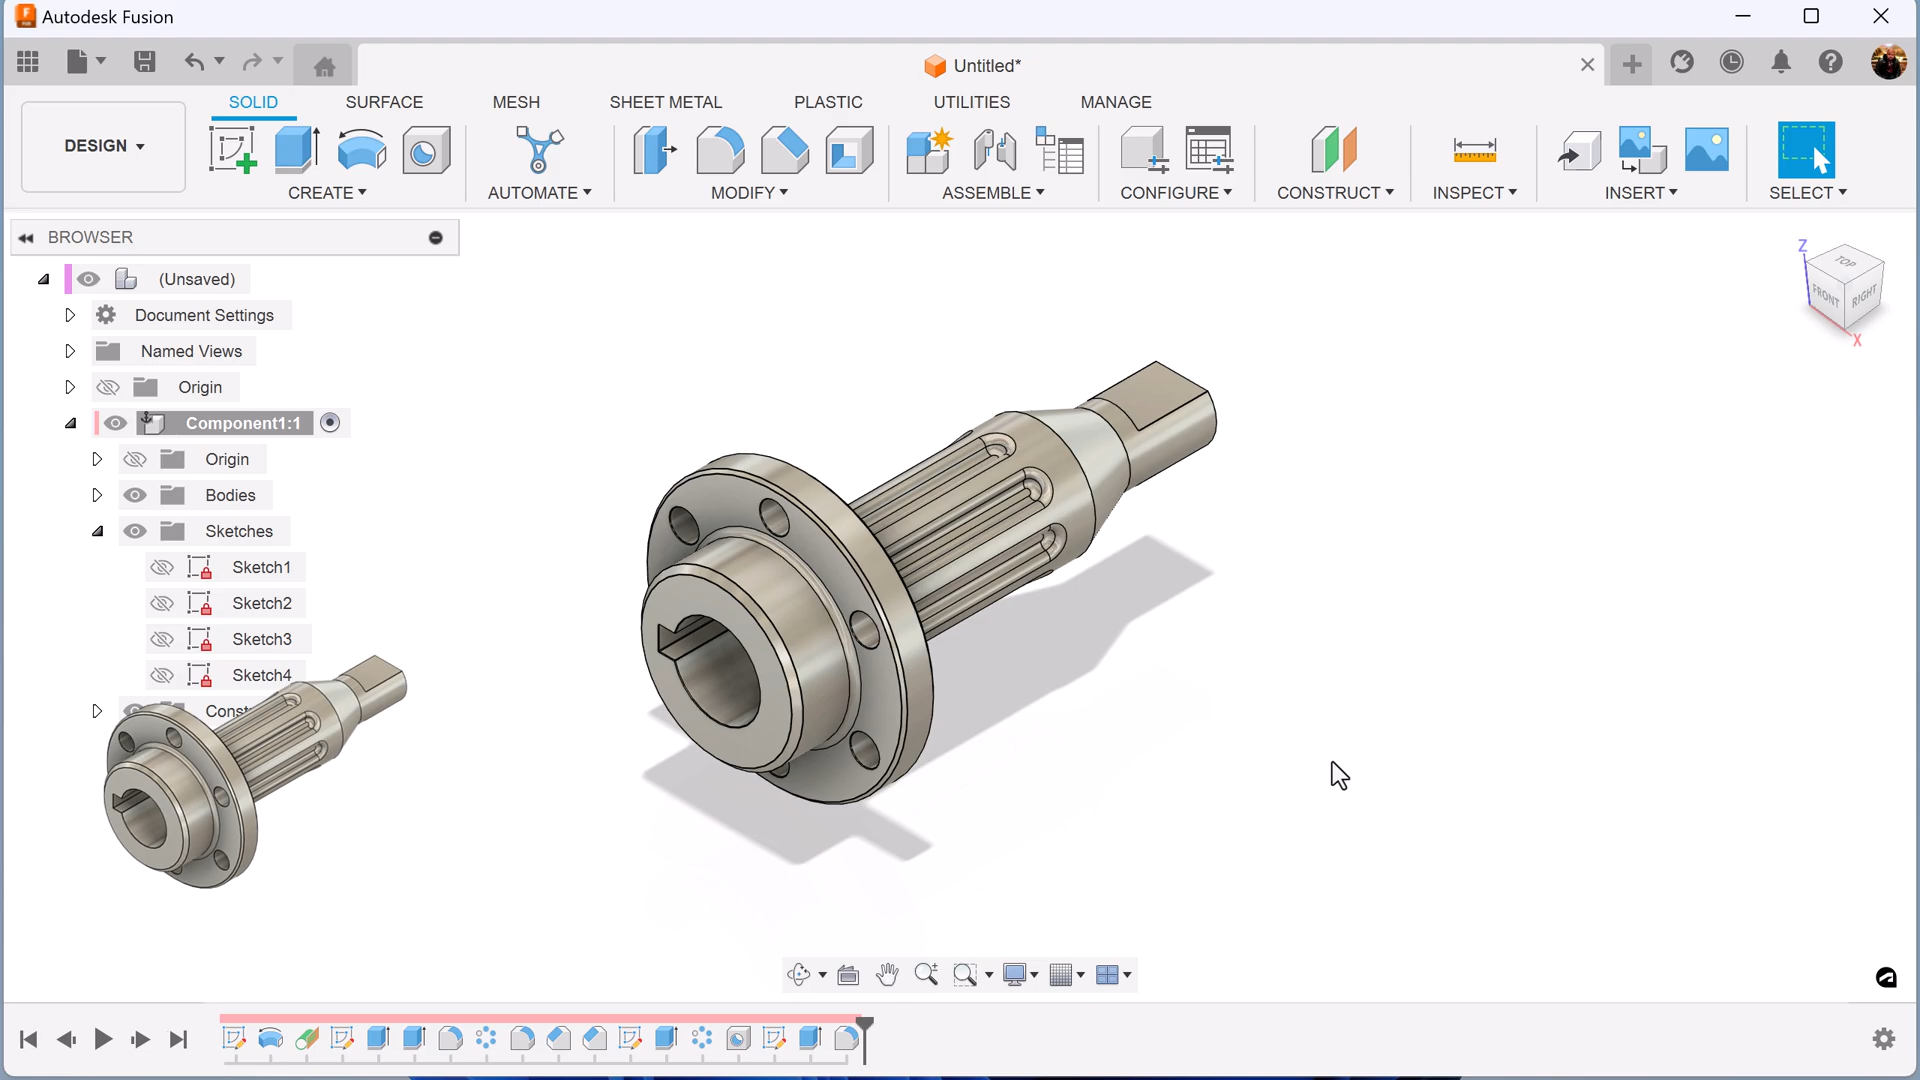 Autodesk Fusion
Untitled*
SOLID SURFACE MESH SHEET METAL PLASTIC UTILITIES MANAGE
DESIGN
CREATE AUTOMATE MODIFY ASSEMBLE CONFIGURE CONSTRUCT INSPECT INSERT SELECT
BROWSER
(Unsaved)
Document Settings
Named Views
Origin
Component1:1
Origin
Bodies
Sketches
Sketch1
Sketch2
Sketch3
Sketch4
Const
Z
TOP
FRONT RIGHT
X